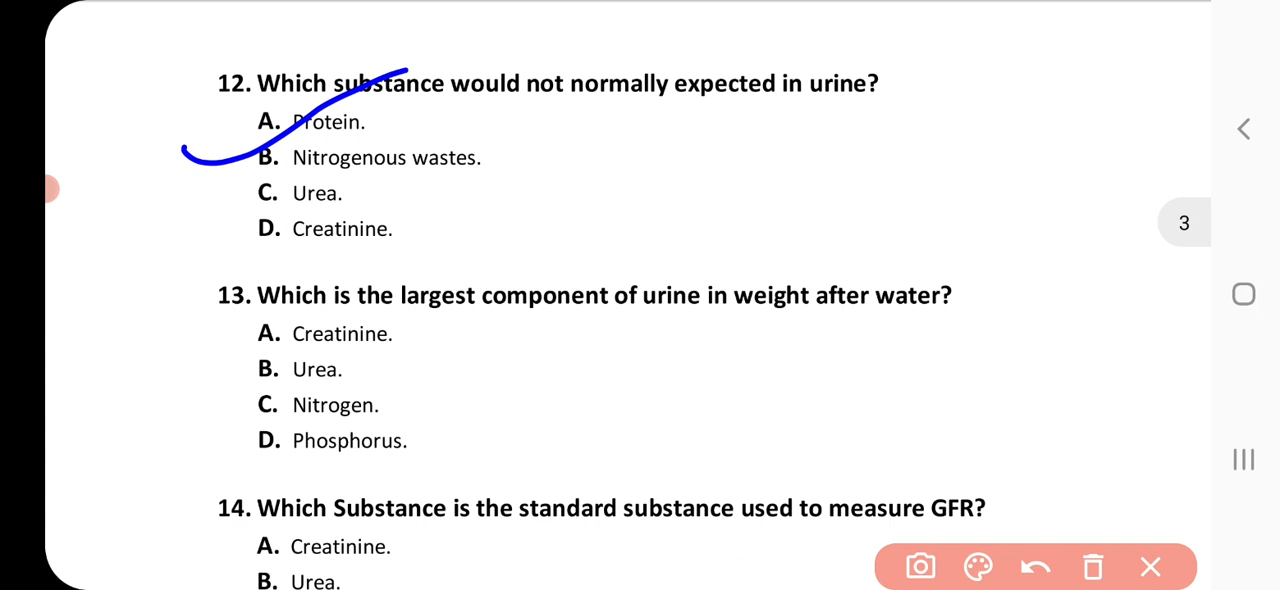 12. Which substance would not normally expected in urine?
A. Protein.
B. Nitrogenous wastes.
C. Urea.
D. Creatinine.
3
13. Which is the largest component of urine in weight after water?
A. Creatinine.
B. Urea.
C. Nitrogen.
D. Phosphorus.
14. Which Substance is the standard substance used to measure GFR?
A. Creatinine.
B. Urea.